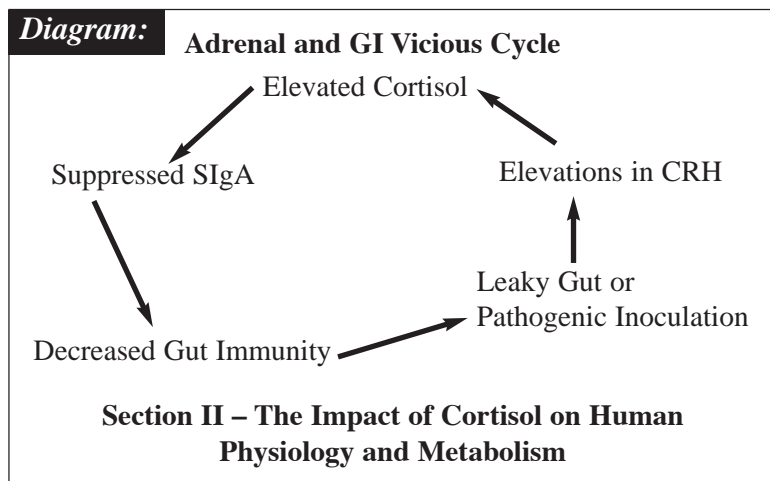 Diagram:
Adrenal and GI Vicious Cycle
Elevated Cortisol
Suppressed SIgA
Elevations in CRH
Leaky Gut or
Pathogenic Inoculation
Decreased Gut Immunity
Section II – The Impact of Cortisol on Human
Physiology and Metabolism